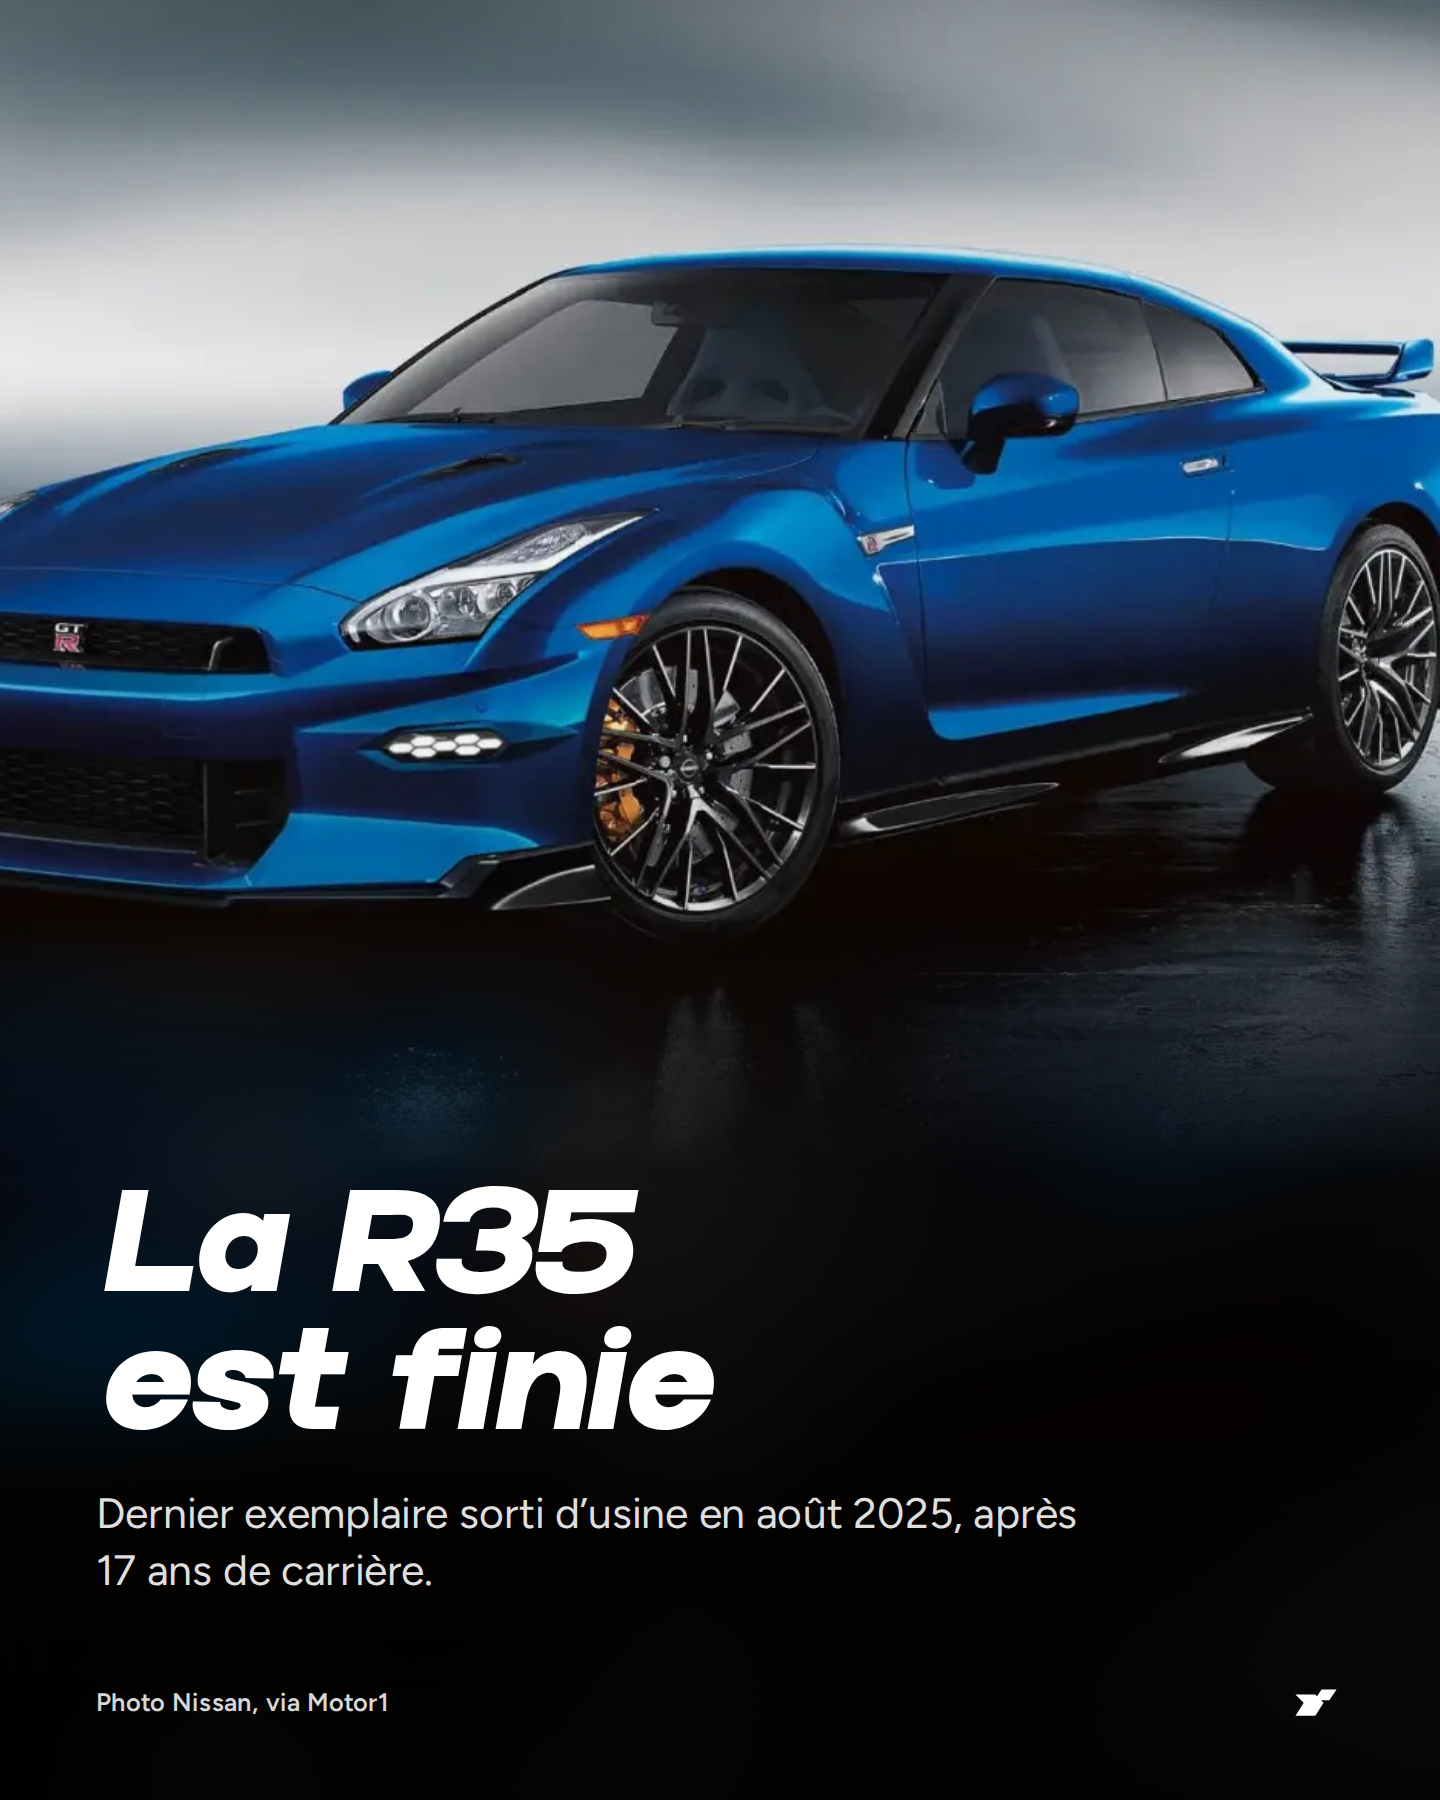 GT
R
La R35
est finie
Dernier exemplaire sorti d’usine en août 2025, après
17 ans de carrière.
Photo Nissan, via Motor1